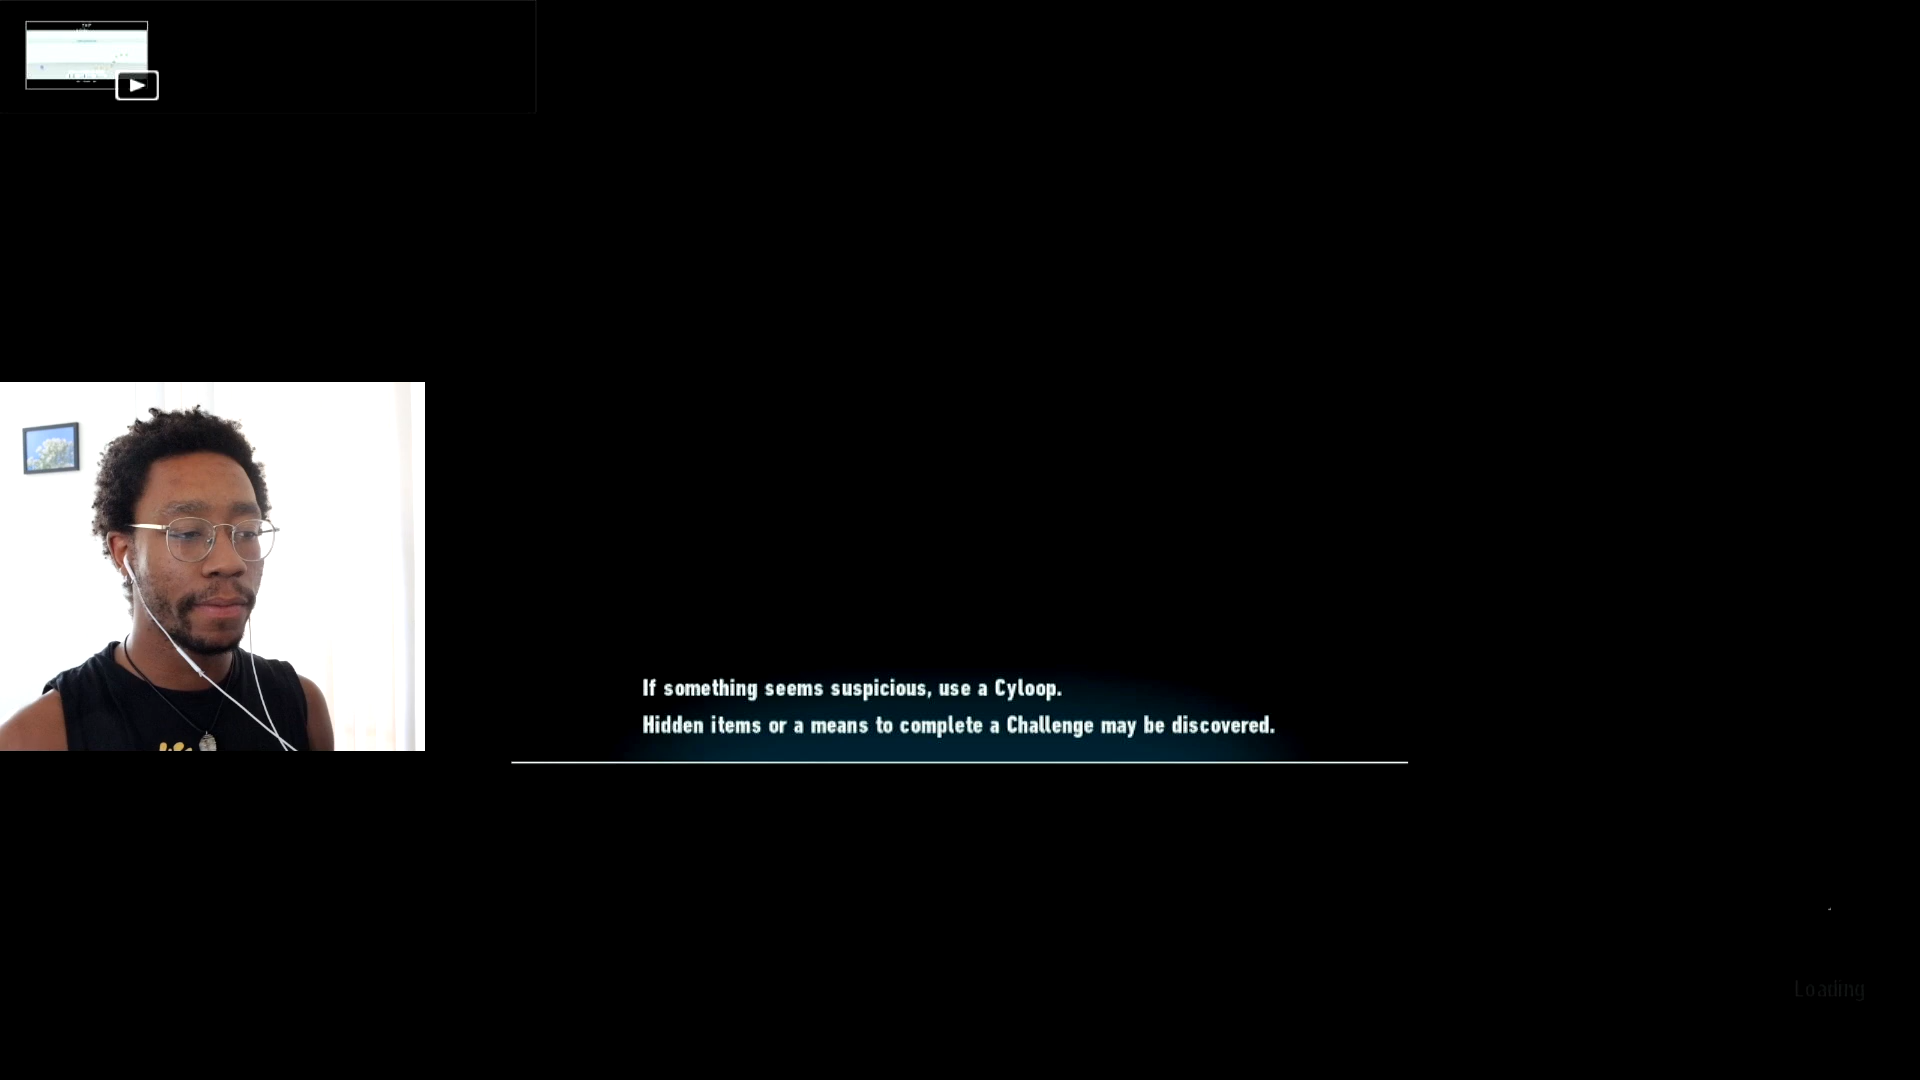 If something seems suspicious, use a Cyloop.
Hidden items or a means to complete a Challenge may be discovered.
Loading